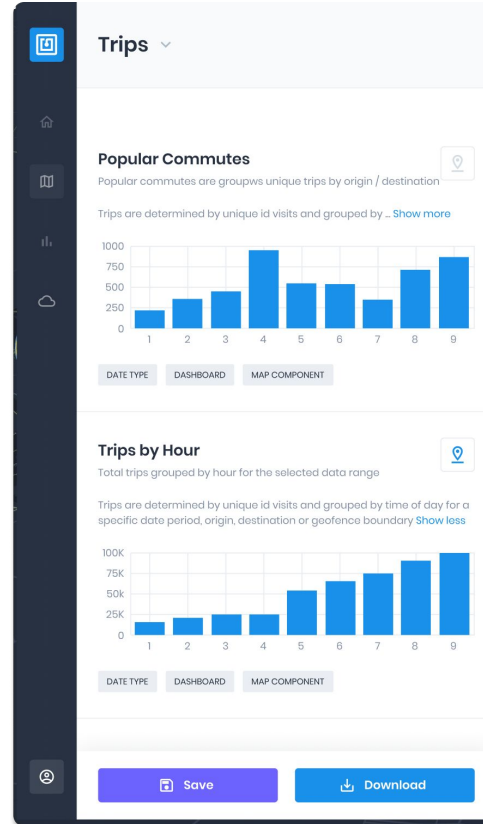 Trips
Popular Commutes
Popular commutes are groupws unique trips by origin / destination
Trips are determined by unique id visits and grouped by ... Show more
1000
750
500
250
0
1 2 3 4 5 6 7 8 9
DATE TYPE DASHBOARD MAP COMPONENT
Trips by Hour
Total trips grouped by hour for the selected data range
Trips are determined by unique id visits and grouped by time of day for a
specific date period, origin, destination or geofence boundary Show less
100K
75K
50k
25K
0
1 2 3 4 5 6 7 8 9
DATE TYPE DASHBOARD MAP COMPONENT
Save Download